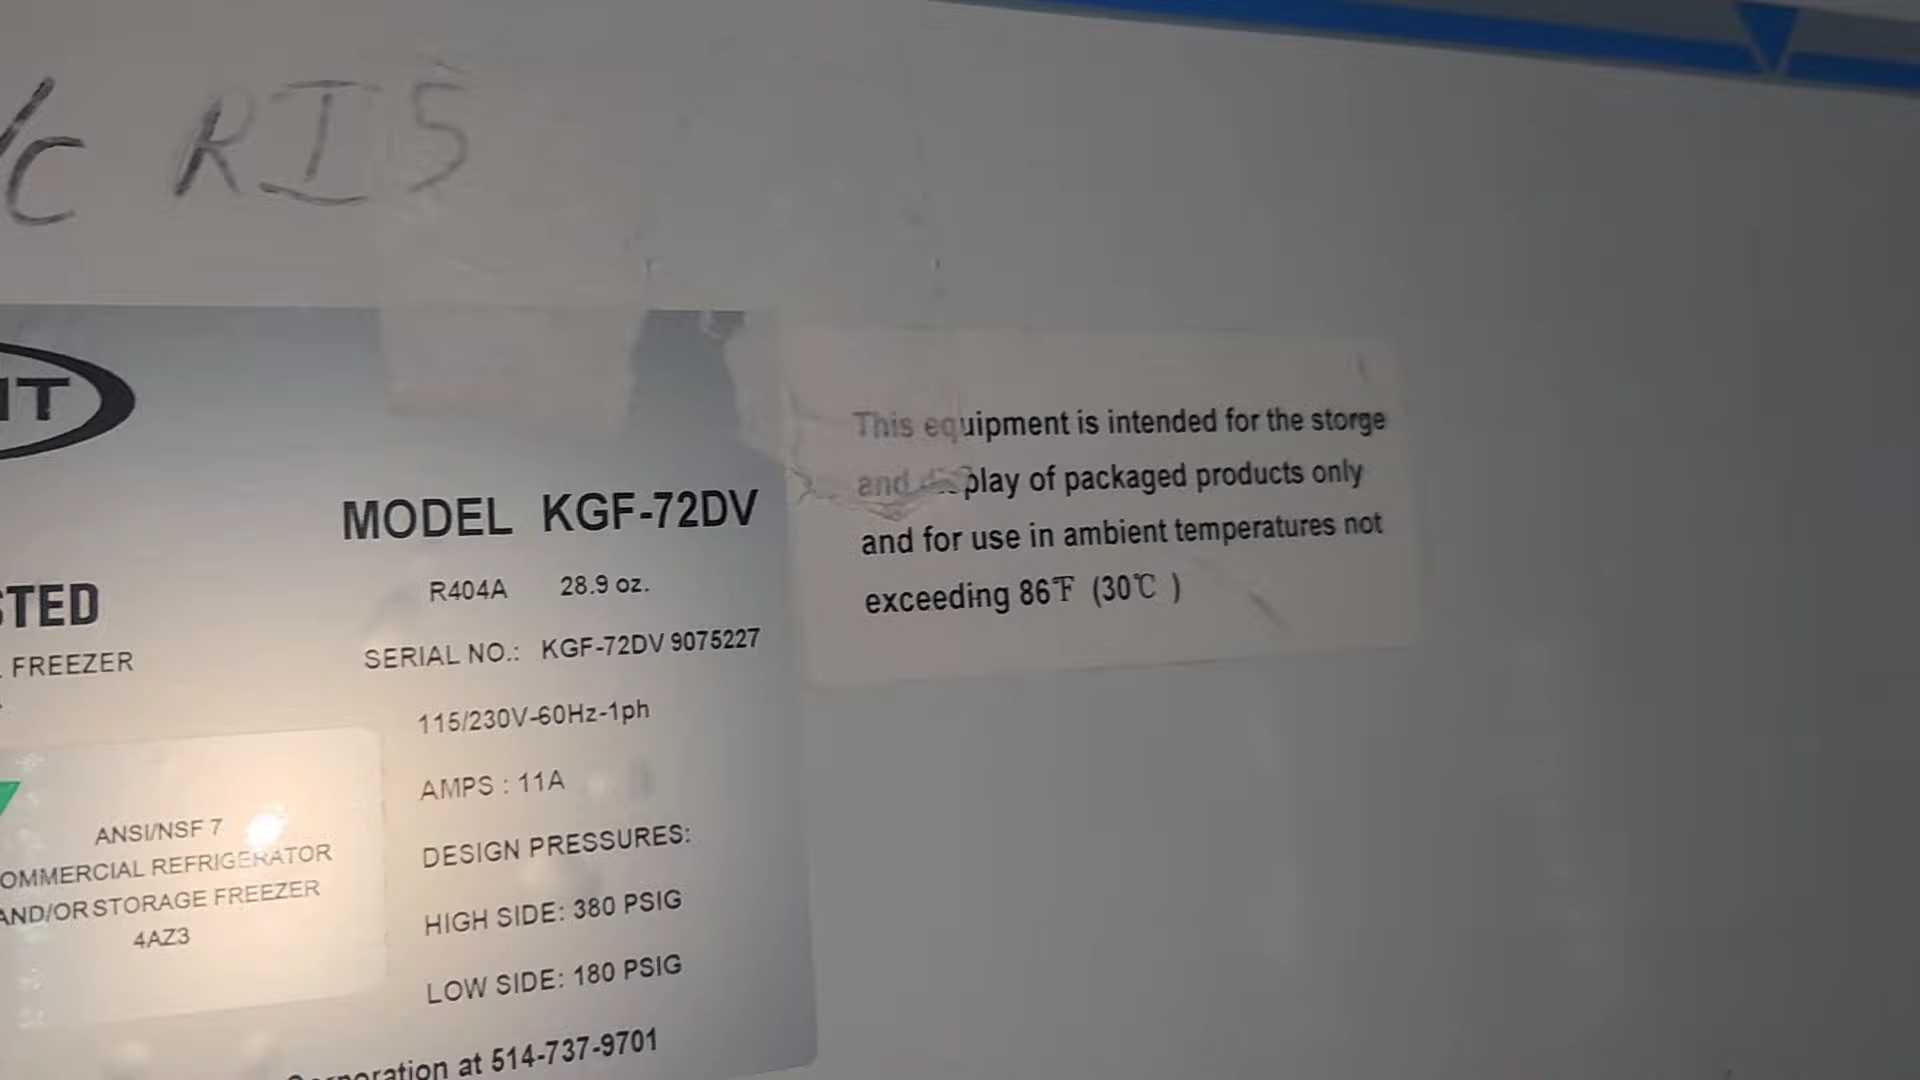 /C RI5
IT
MODEL KGF-72DV
R404A 28.9 oz.
STED
FREEZER
SERIAL NO.: KGF-72DV 9075227
115/230V-60Hz-1ph
AMPS : 11A
DESIGN PRESSURES:
HIGH SIDE: 380 PSIG
LOW SIDE: 180 PSIG
ANSI/NSF 7
OMMERCIAL REFRIGERATOR
AND/OR STORAGE FREEZER
4AZ3
orporation at 514-737-9701
This equipment is intended for the storge
and display of packaged products only
and for use in ambient temperatures not
exceeding 86℉ (30℃ )